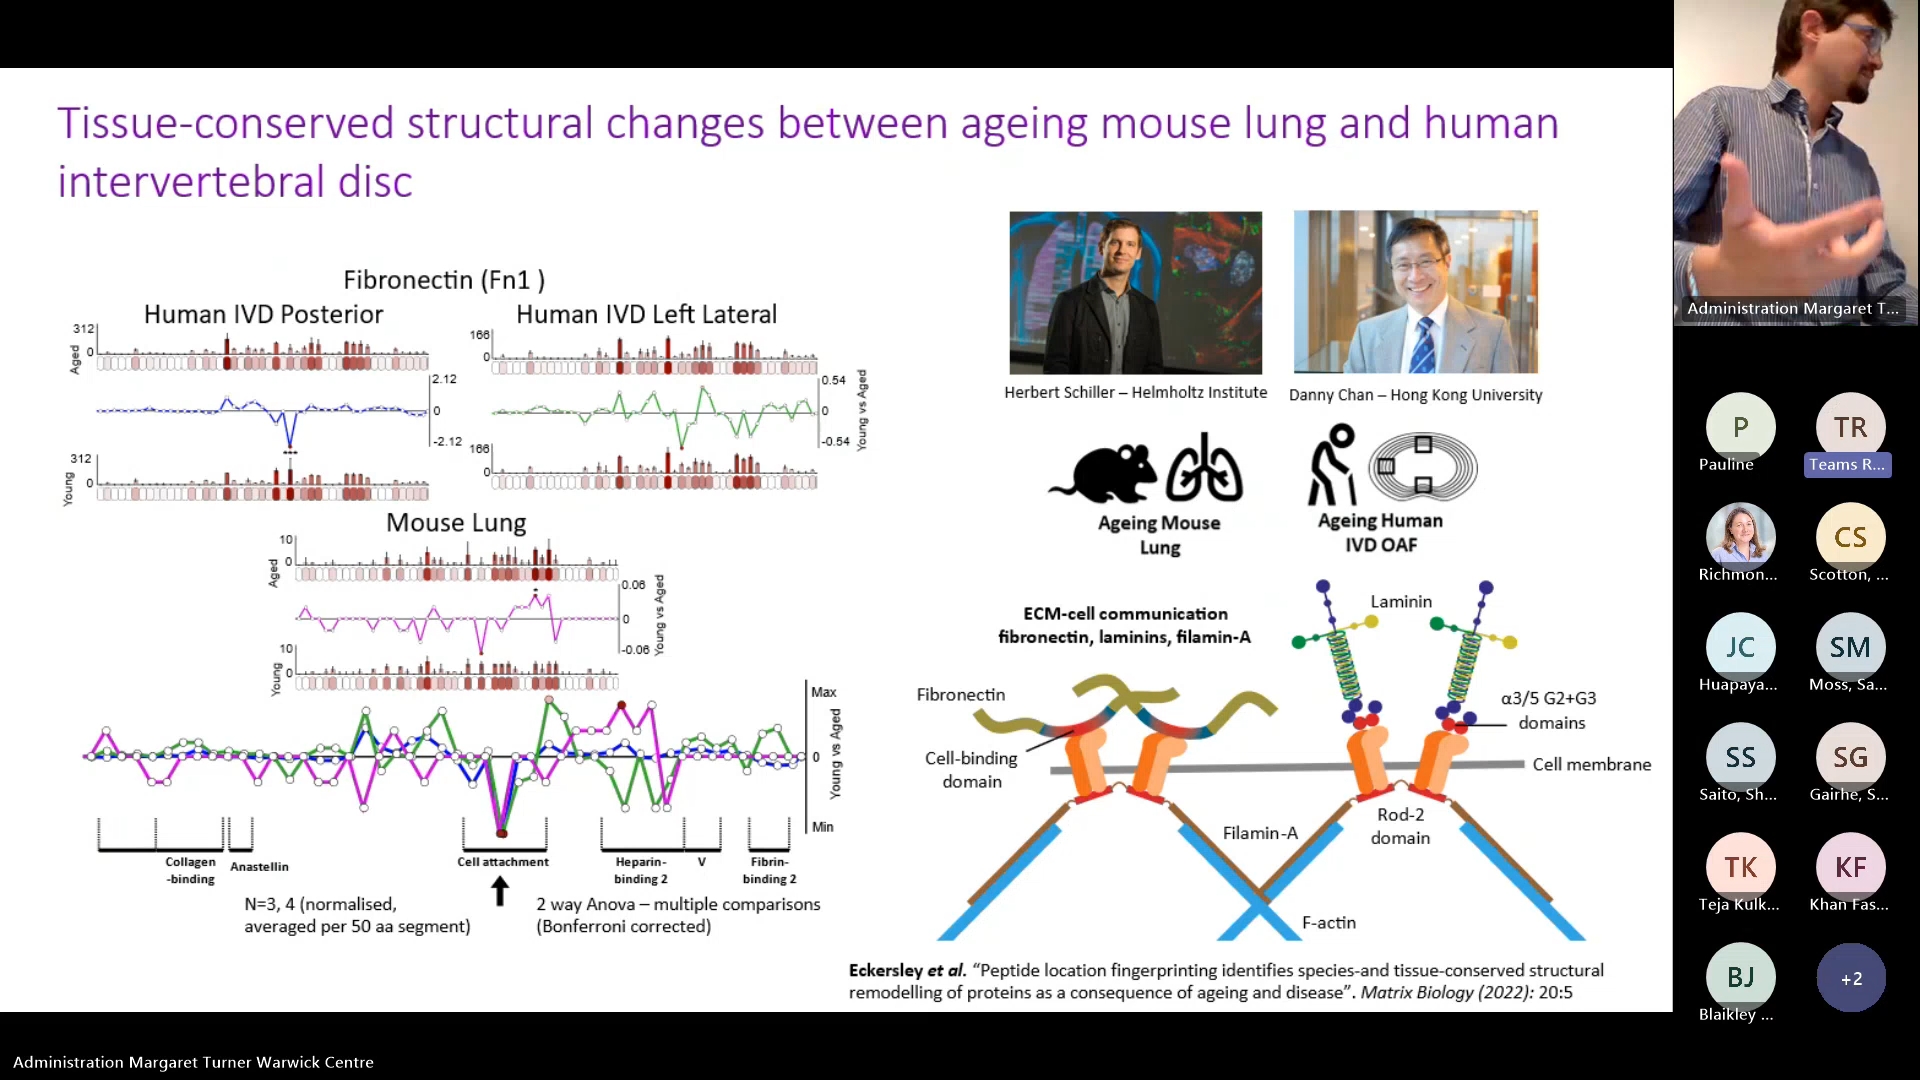 Tissue-conserved structural changes between ageing mouse lung and human
intervertebral disc
Fibronectin (Fn1 )
Human IVD Posterior
Human IVD Left Lateral
312
0
Aged
2.12
0
-2.12
312
0
Young
166
0
0.54
0
-0.54
Young vs Aged
166
0
***
Mouse Lung
10
0
Aged
*
0.06
0
-0.06
Young vs Aged
10
0
Young
Max
0
Min
Young vs Aged
Collagen
-binding
Anastellin
Cell attachment
Heparin-
binding 2
V
Fibrin-
binding 2
N=3, 4 (normalised,
averaged per 50 aa segment)
2 way Anova – multiple comparisons
(Bonferroni corrected)
Herbert Schiller – Helmholtz Institute
Danny Chan – Hong Kong University
Ageing Mouse
Lung
Ageing Human
IVD OAF
ECM-cell communication
fibronectin, laminins, filamin-A
Laminin
Fibronectin
α3/5 G2+G3
domains
Cell-binding
domain
Cell membrane
Filamin-A
Rod-2
domain
F-actin
Eckersley et al. “Peptide location fingerprinting identifies species-and tissue-conserved structural
remodelling of proteins as a consequence of ageing and disease”. Matrix Biology (2022): 20:5
Administration Margaret T...
P
Pauline
TR
Teams R...
Richmon...
CS
Scotton, ...
JC
Huapaya...
SM
Moss, Sa...
SS
Saito, Sh...
SG
Gairhe, S...
TK
Teja Kulk...
KF
Khan Fas...
BJ
Blaikley ...
+2
Administration Margaret Turner Warwick Centre